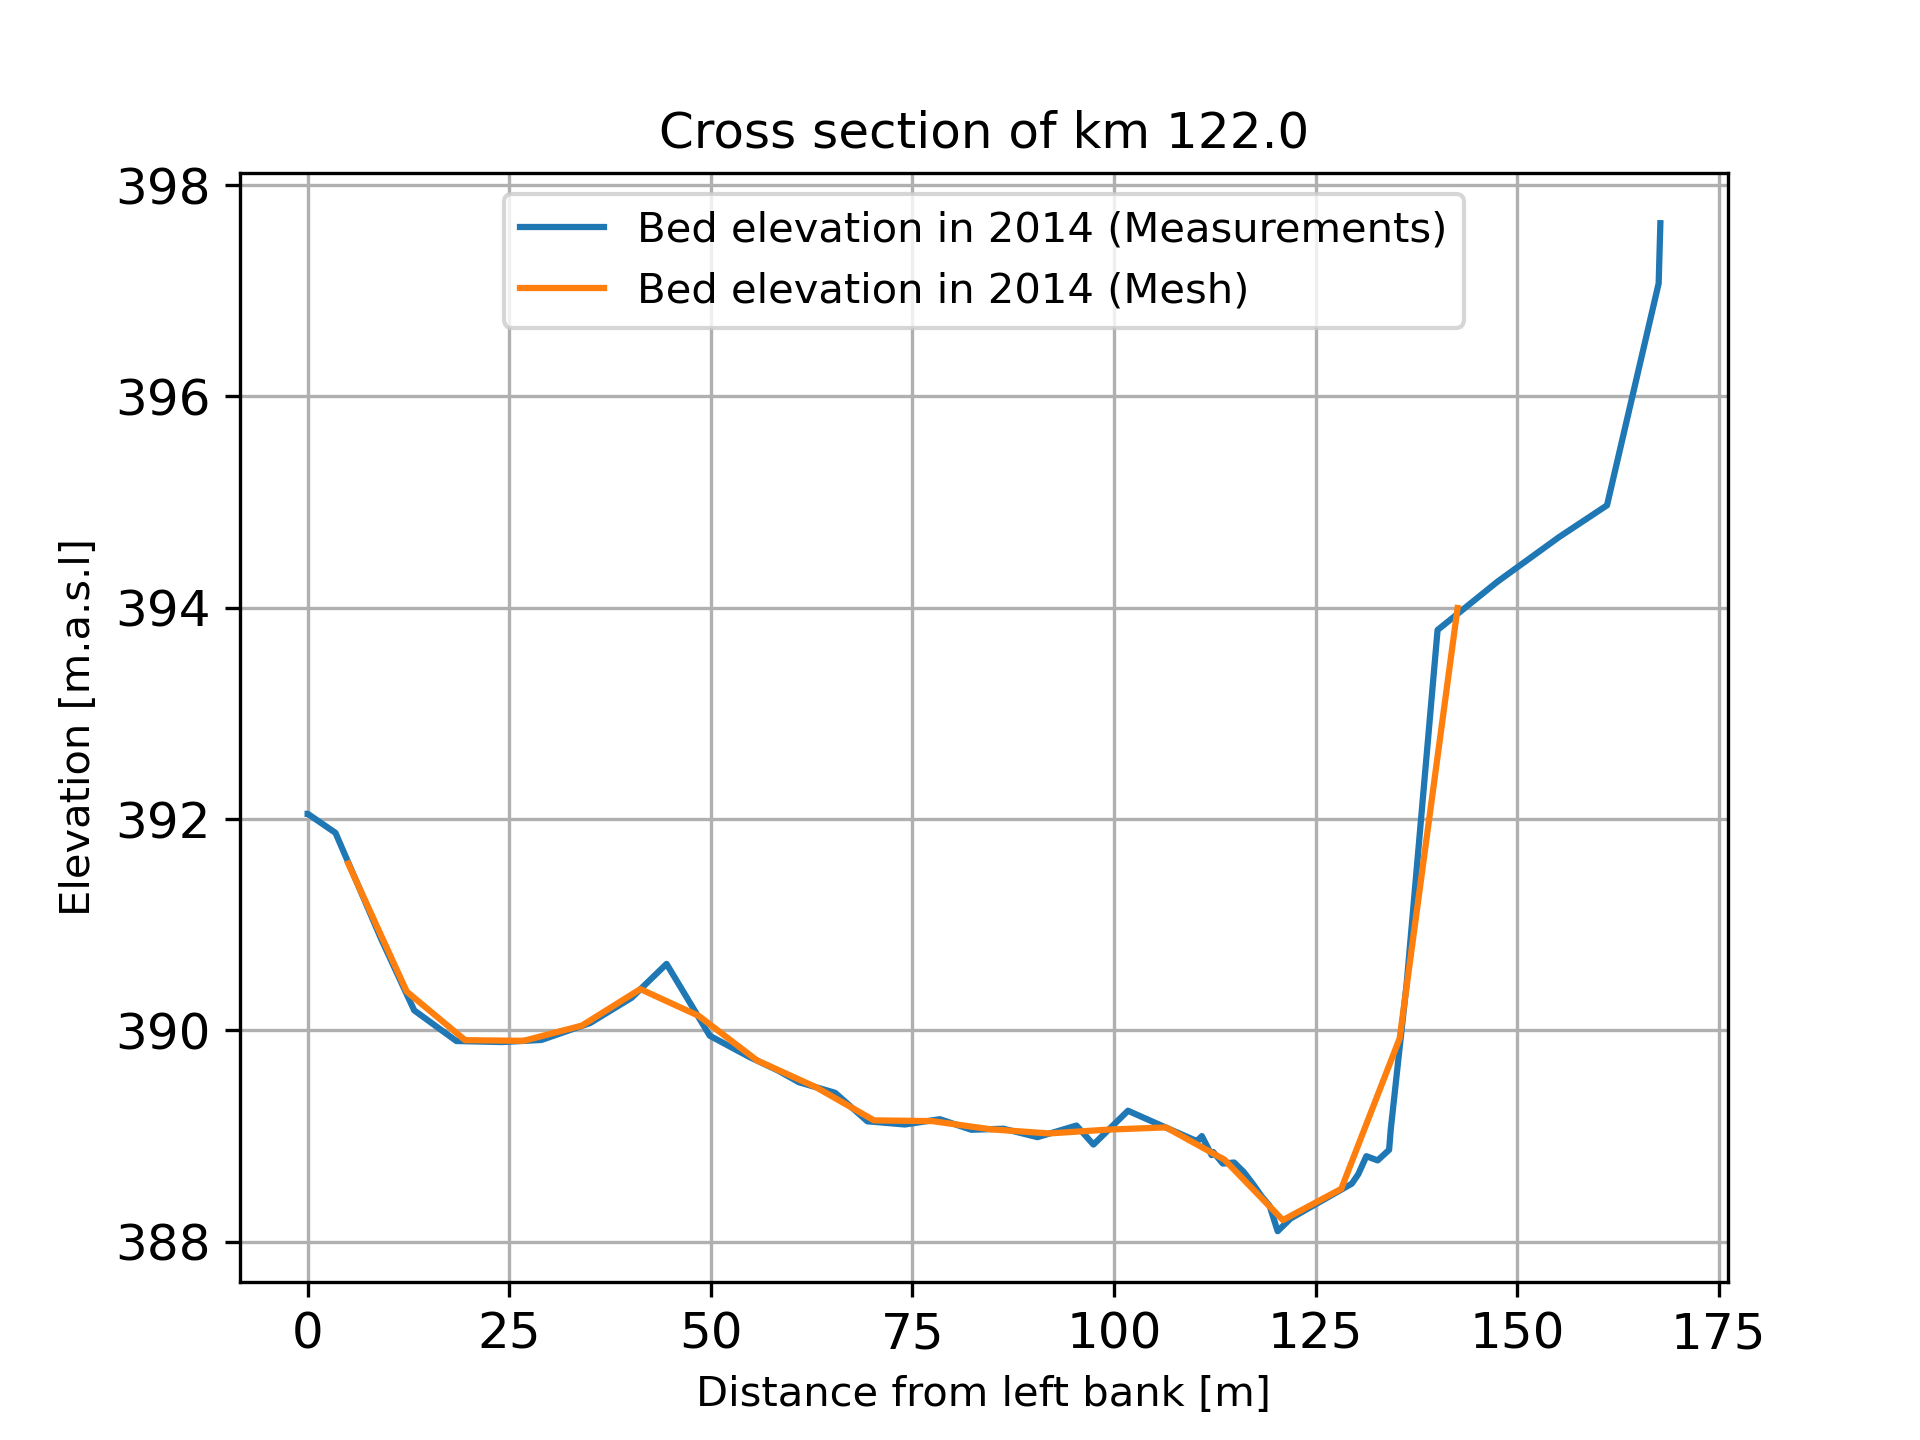 Cross section of km 122.0
398
396
394
392
390
388
Elevation [m.a.s.l]
Bed elevation in 2014 (Measurements)
Bed elevation in 2014 (Mesh)
0 25 50 75 100 125 150 175
Distance from left bank [m]